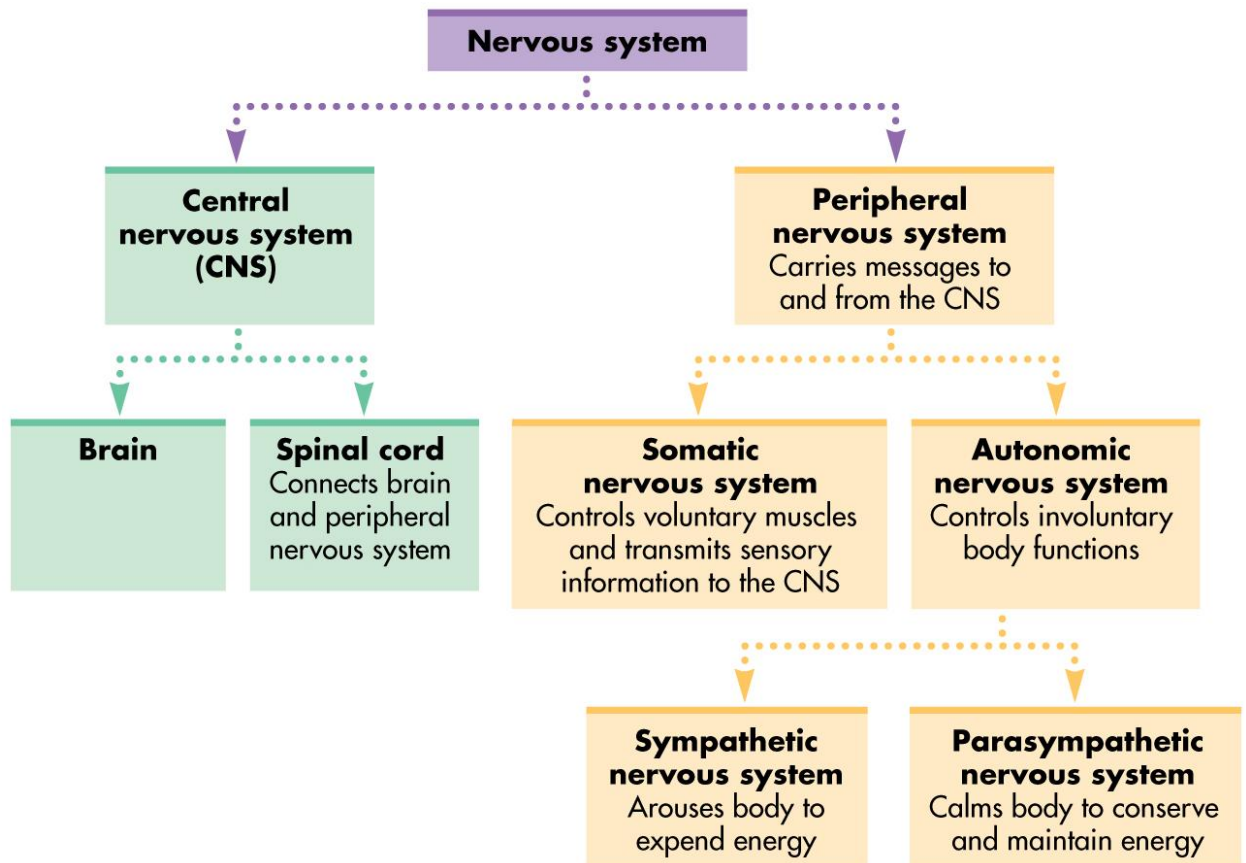 Nervous system
Central
nervous system
(CNS)
Peripheral
nervous system
Carries messages to
and from the CNS
Brain
Spinal cord
Connects brain
and peripheral
nervous system
Somatic
nervous system
Controls voluntary muscles
and transmits sensory
information to the CNS
Autonomic
nervous system
Controls involuntary
body functions
Sympathetic
nervous system
Arouses body to
expend energy
Parasympathetic
nervous system
Calms body to conserve
and maintain energy